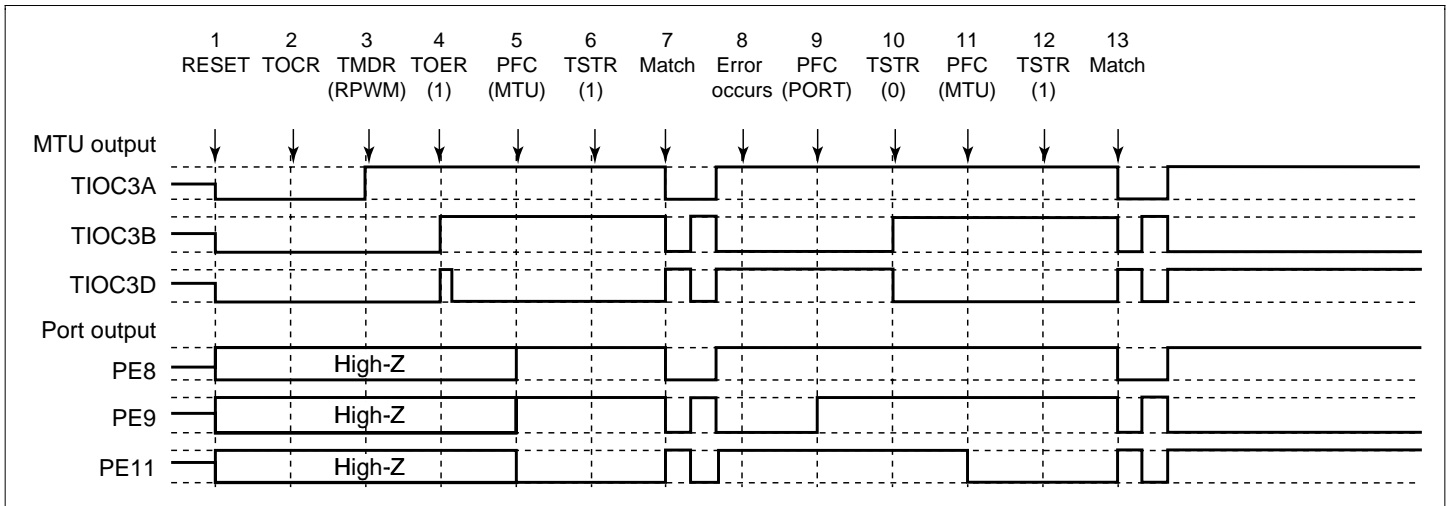 1 2 3 4 5 6 7 8 9 10 11 12 13
RESET TOCR TMDR TOER PFC TSTR Match Error PFC TSTR PFC TSTR Match
(RPWM) (1) (MTU) (1) occurs (PORT) (0) (MTU) (1)
MTU output
TIOC3A
TIOC3B
TIOC3D
Port output
PE8 High-Z
PE9 High-Z
PE11 High-Z